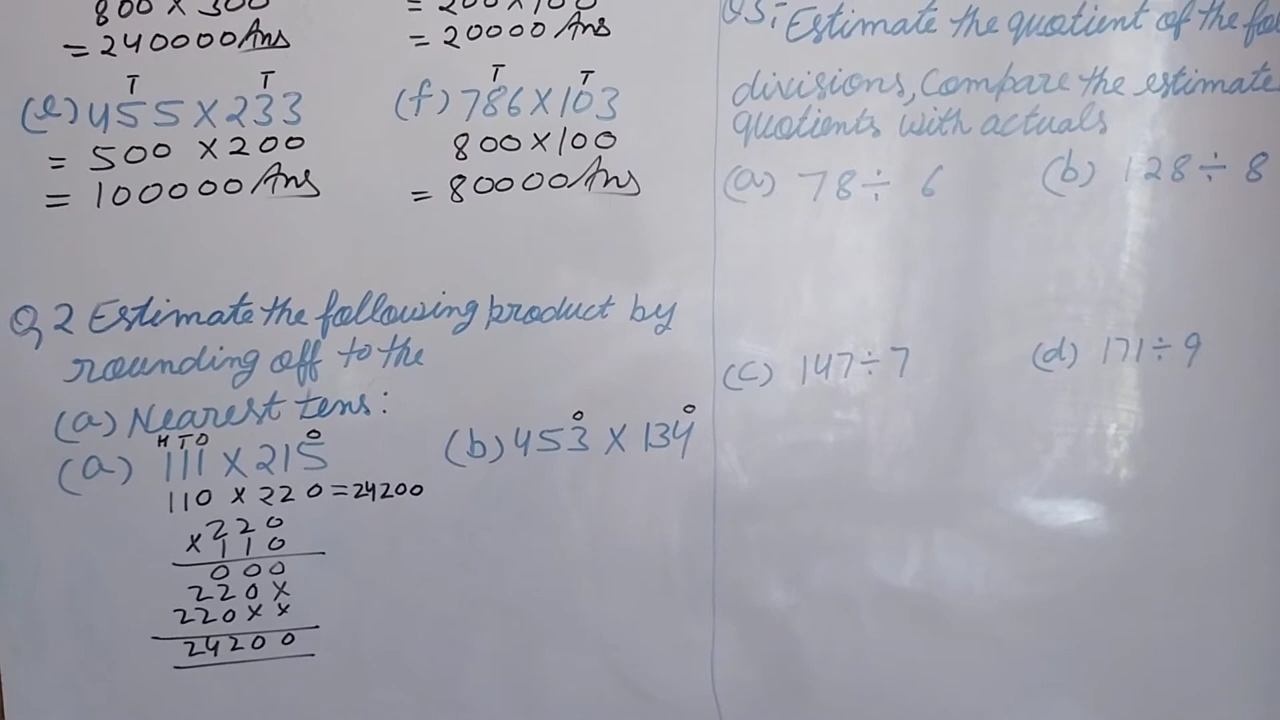 800 × 300
= 240000 Ans
= 200 × 100
= 20000 Ans
T T
(e) 455 × 233
= 500 × 200
= 100000 Ans
T T
(f) 786 × 103
800 × 100
= 80000 Ans
Q2 Estimate the following product by
rounding off to the
(a) Nearest tens:
H T O O
(a) 111 × 215
110 × 220 = 24200
220
× 110
000
220×
220××
24200
O O
(b) 453 × 134
Estimate the quotient of the
divisions, Compare the estimate
quotients with actuals
(a) 78 ÷ 6
(b) 128 ÷ 8
(c) 147 ÷ 7
(d) 171 ÷ 9